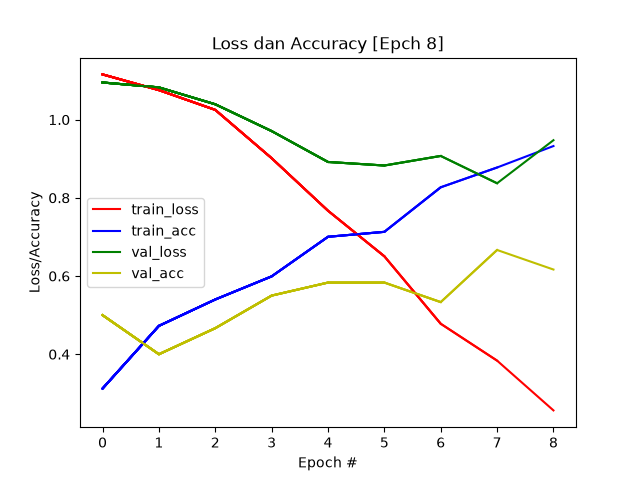 Loss dan Accuracy [Epch 8]
Loss/Accuracy
1.0
0.8
0.6
0.4
train_loss
train_acc
val_loss
val_acc
0 1 2 3 4 5 6 7 8
Epoch #